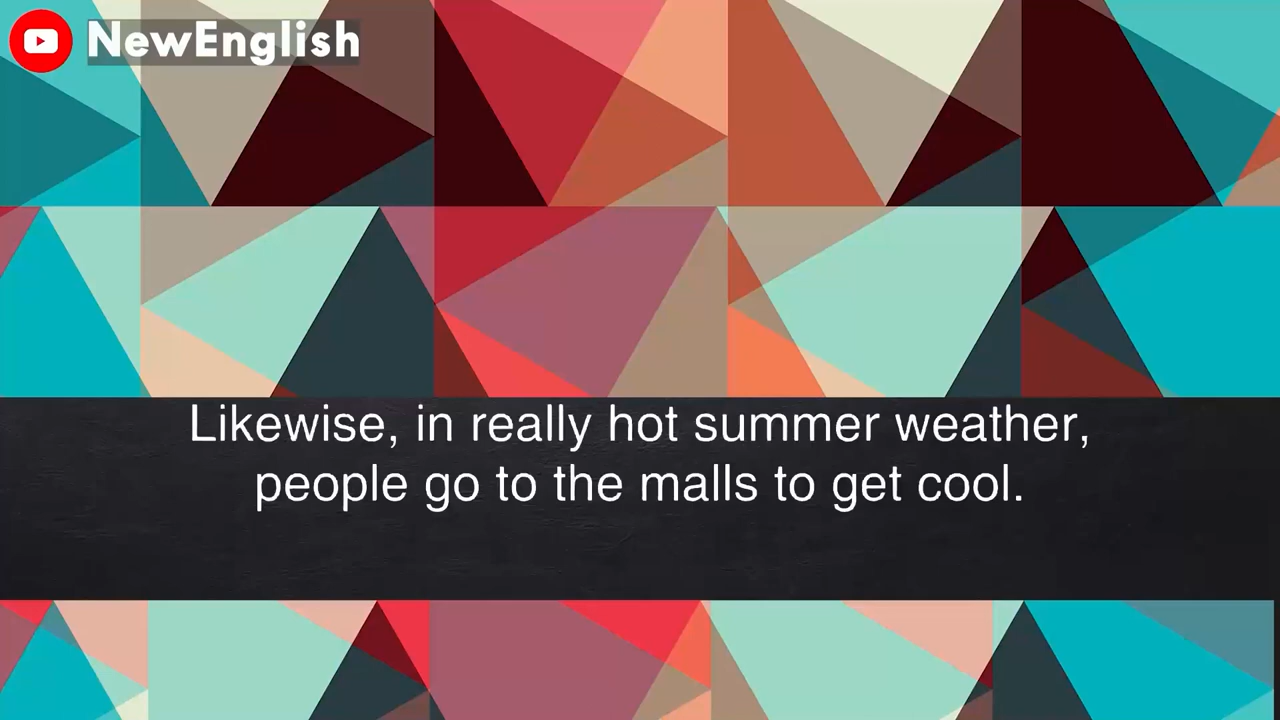 NewEnglish
Likewise, in really hot summer weather,
people go to the malls to get cool.